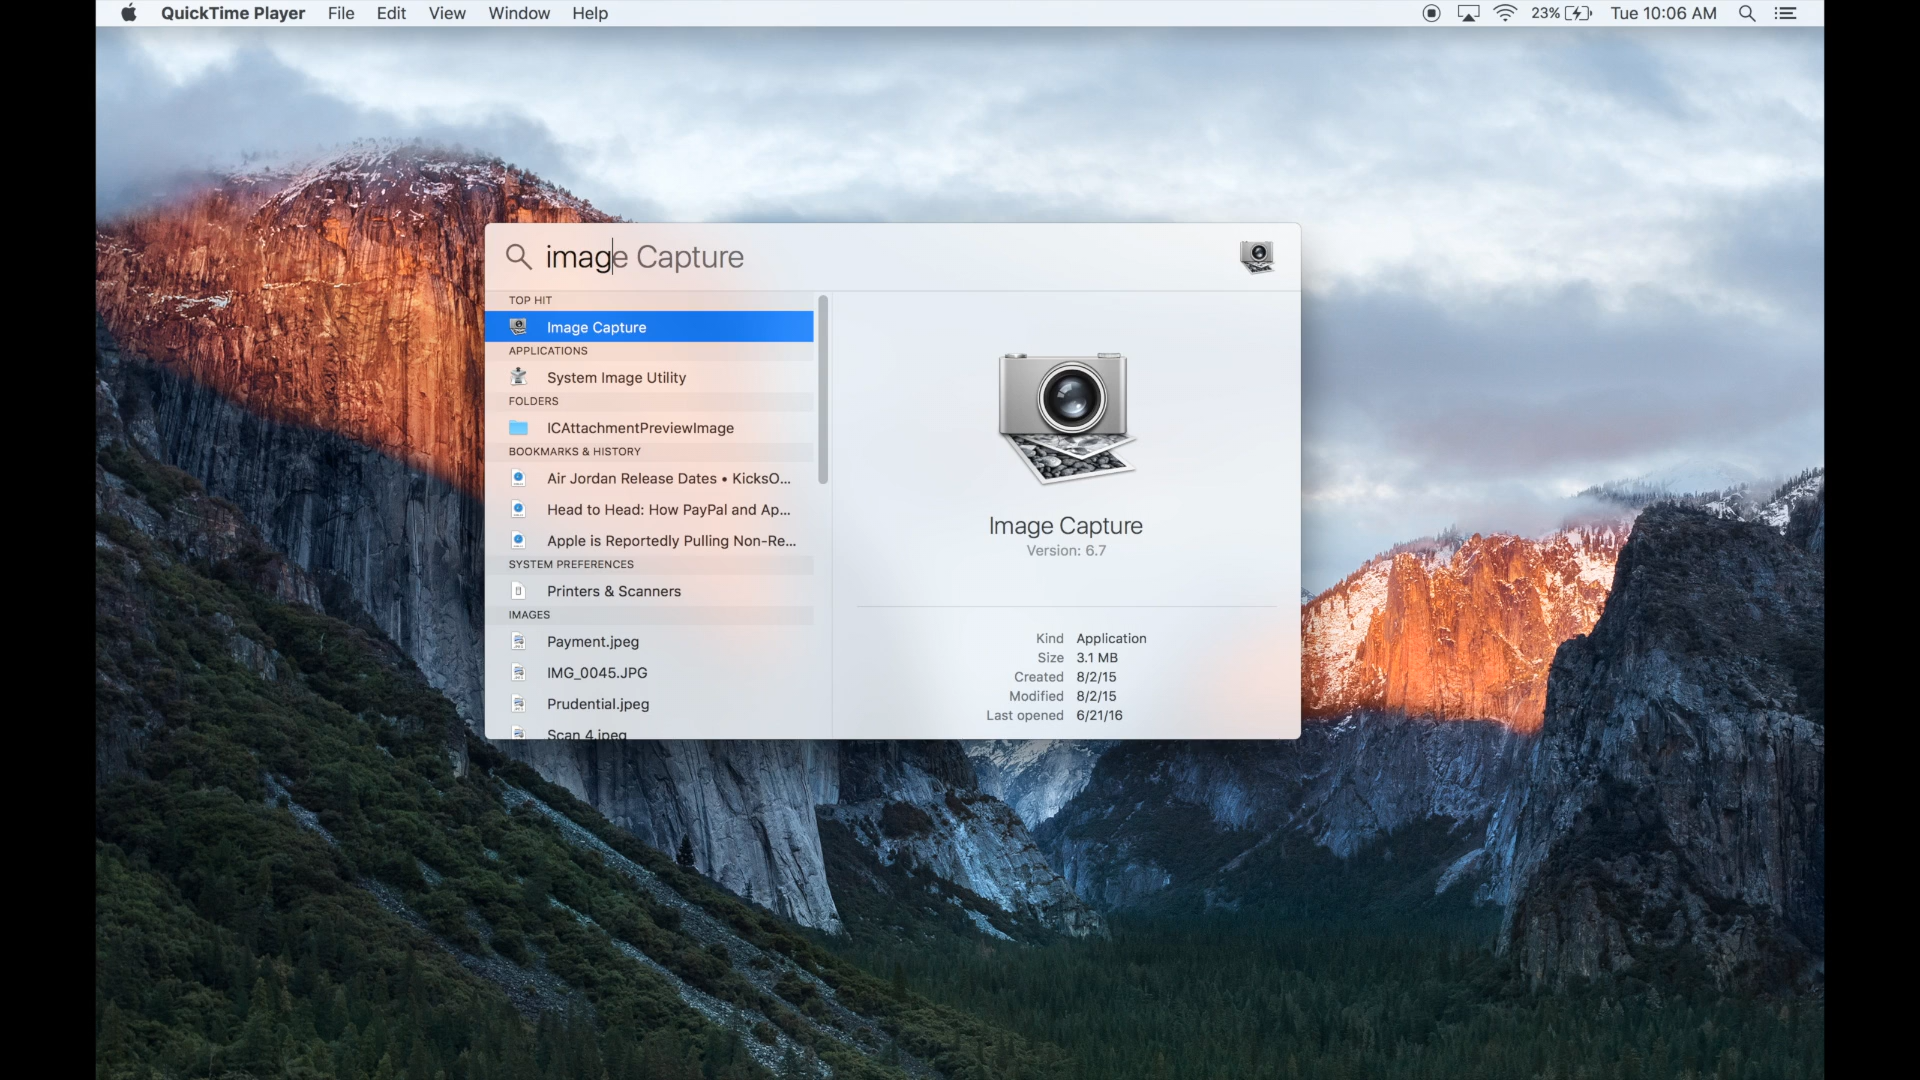 QuickTime Player File Edit View Window Help 23% Tue 10:06 AM
image Capture
TOP HIT
Image Capture
APPLICATIONS
System Image Utility
FOLDERS
ICAttachmentPreviewImage
BOOKMARKS & HISTORY
Air Jordan Release Dates • KicksO...
Head to Head: How PayPal and Ap...
Apple is Reportedly Pulling Non-Re...
SYSTEM PREFERENCES
Printers & Scanners
IMAGES
Payment.jpeg
IMG_0045.JPG
Prudential.jpeg
Scan 4.jpeg
Image Capture
Version: 6.7
Kind Application
Size 3.1 MB
Created 8/2/15
Modified 8/2/15
Last opened 6/21/16